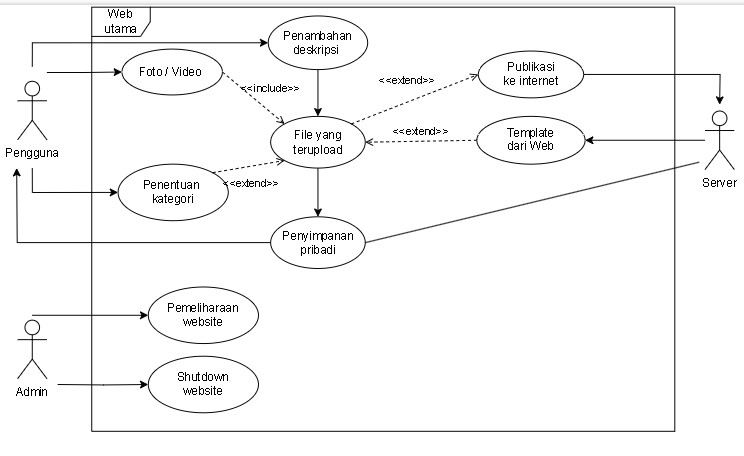 Web
utama
Penambahan
deskripsi
Foto / Video
<<include>>
<<extend>>
Publikasi
ke internet
Pengguna
File yang
terupload
<<extend>>
Template
dari Web
Server
Penentuan
kategori
<<extend>>
Penyimpanan
pribadi
Pemeliharaan
website
Admin
Shutdown
website